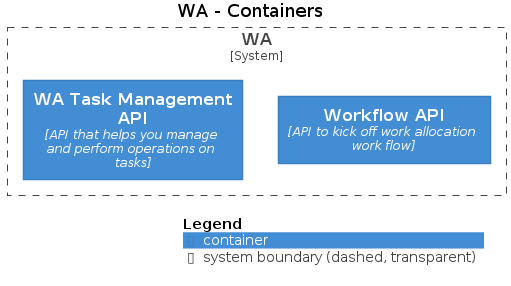 WA - Containers
WA
[System]
WA Task Management
API
[API that helps you manage
and perform operations on
tasks]
Workflow API
[API to kick off work allocation
work flow]
Legend
▯ container
▯ system boundary (dashed, transparent)